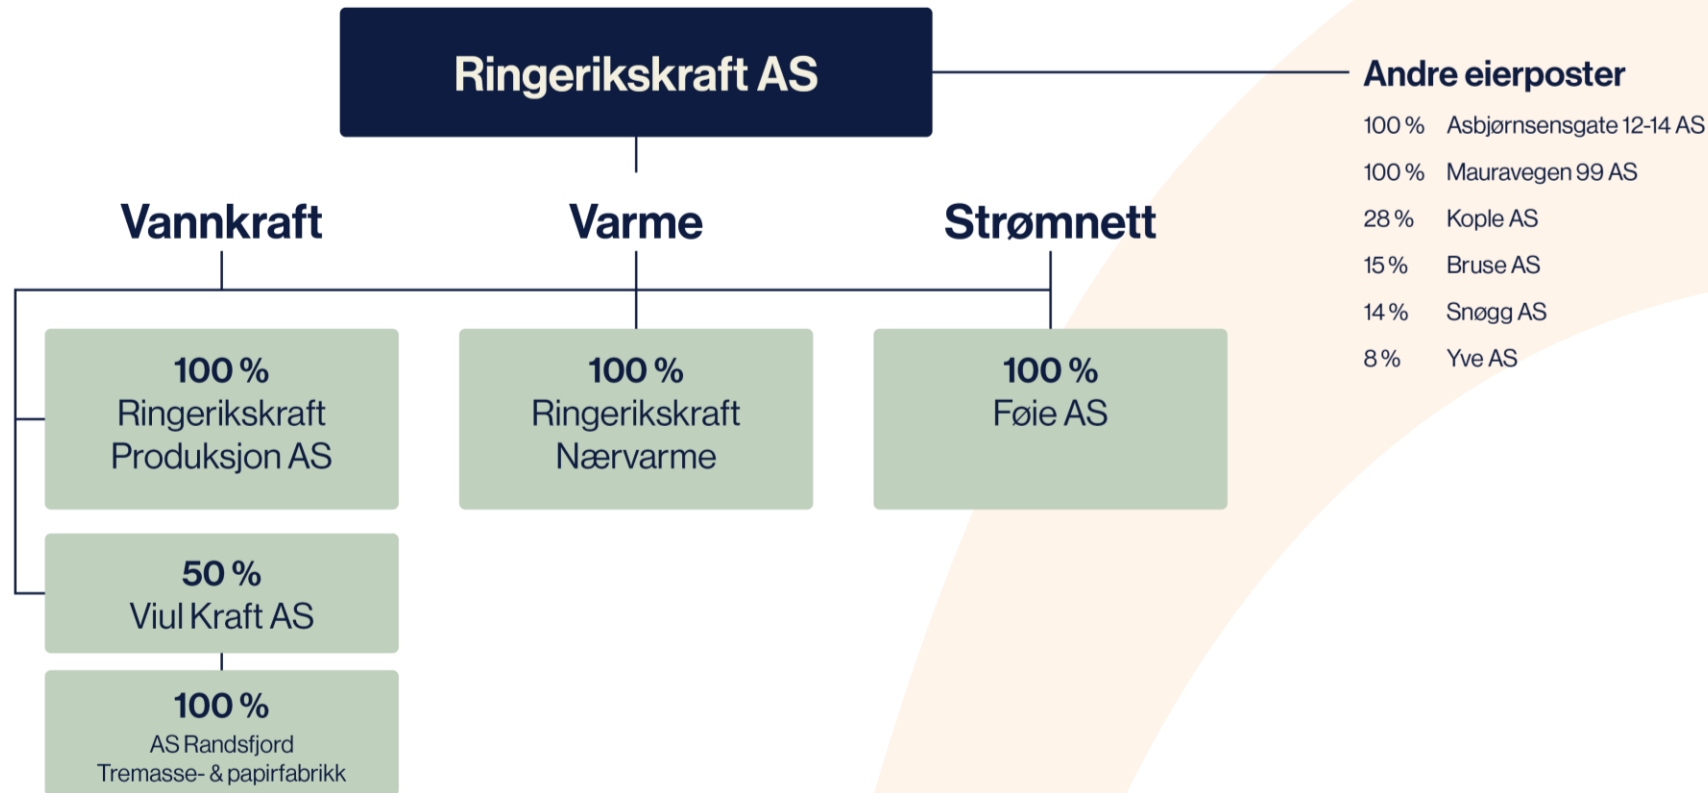 Ringerikskraft AS
Andre eierposter
100 % Asbjørnsensgate 12-14 AS
100 % Mauravegen 99 AS
28 % Kople AS
15 % Bruse AS
14 % Snøgg AS
8 % Yve AS
Vannkraft
Varme
Strømnett
100 %
Ringerikskraft
Produksjon AS
100 %
Ringerikskraft
Nærvarme
100 %
Føie AS
50 %
Viul Kraft AS
100 %
AS Randsfjord
Tremasse- & papirfabrikk